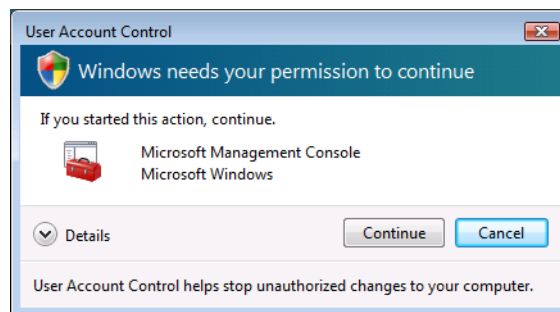 User Account Control
Windows needs your permission to continue
If you started this action, continue.
Microsoft Management Console
Microsoft Windows
Details
Continue
Cancel
User Account Control helps stop unauthorized changes to your computer.